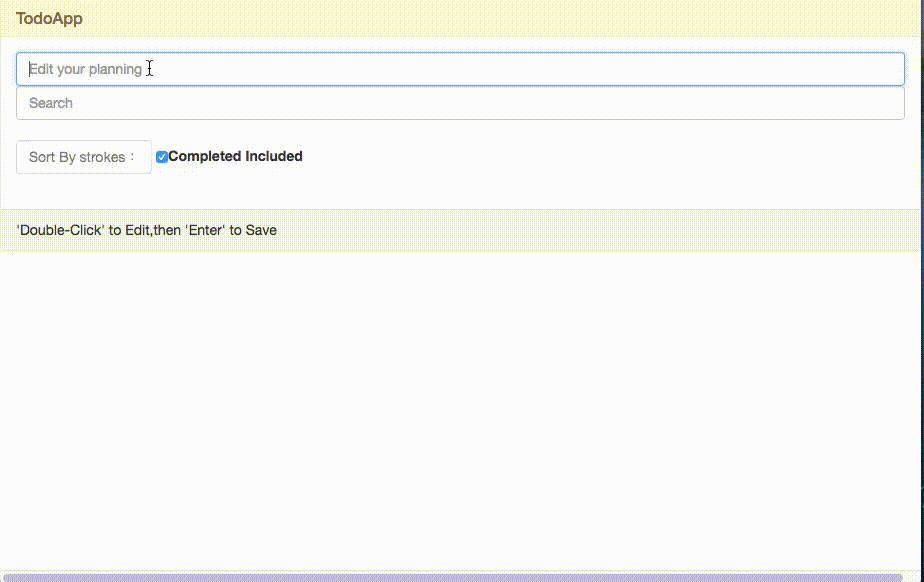 TodoApp
Edit your planning
Search
Sort By strokes : Completed Included
'Double-Click' to Edit,then 'Enter' to Save